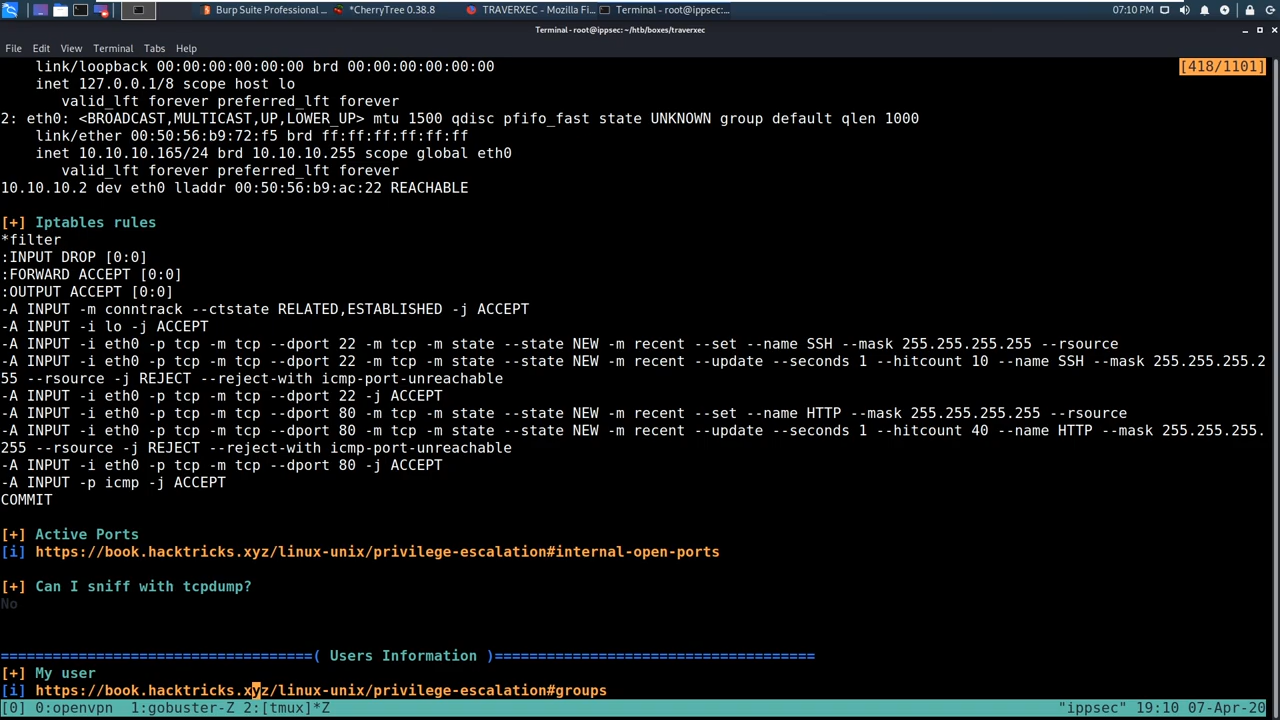 Burp Suite Professional ... *CherryTree 0.38.8 TRAVERXEC - Mozilla Fi... Terminal - root@ippsec:... 07:10 PM
Terminal - root@ippsec: ~/htb/boxes/traverxec
File Edit View Terminal Tabs Help
link/loopback 00:00:00:00:00:00 brd 00:00:00:00:00:00 [418/1101]
inet 127.0.0.1/8 scope host lo
valid_lft forever preferred_lft forever
2: eth0: <BROADCAST,MULTICAST,UP,LOWER_UP> mtu 1500 qdisc pfifo_fast state UNKNOWN group default qlen 1000
link/ether 00:50:56:b9:72:f5 brd ff:ff:ff:ff:ff:ff
inet 10.10.10.165/24 brd 10.10.10.255 scope global eth0
valid_lft forever preferred_lft forever
10.10.10.2 dev eth0 lladdr 00:50:56:b9:ac:22 REACHABLE
[+] Iptables rules
*filter
:INPUT DROP [0:0]
:FORWARD ACCEPT [0:0]
:OUTPUT ACCEPT [0:0]
-A INPUT -m conntrack --ctstate RELATED,ESTABLISHED -j ACCEPT
-A INPUT -i lo -j ACCEPT
-A INPUT -i eth0 -p tcp -m tcp --dport 22 -m tcp -m state --state NEW -m recent --set --name SSH --mask 255.255.255.255 --rsource
-A INPUT -i eth0 -p tcp -m tcp --dport 22 -m tcp -m state --state NEW -m recent --update --seconds 1 --hitcount 10 --name SSH --mask 255.255.255.2
55 --rsource -j REJECT --reject-with icmp-port-unreachable
-A INPUT -i eth0 -p tcp -m tcp --dport 22 -j ACCEPT
-A INPUT -i eth0 -p tcp -m tcp --dport 80 -m tcp -m state --state NEW -m recent --set --name HTTP --mask 255.255.255.255 --rsource
-A INPUT -i eth0 -p tcp -m tcp --dport 80 -m tcp -m state --state NEW -m recent --update --seconds 1 --hitcount 40 --name HTTP --mask 255.255.255.
255 --rsource -j REJECT --reject-with icmp-port-unreachable
-A INPUT -i eth0 -p tcp -m tcp --dport 80 -j ACCEPT
-A INPUT -p icmp -j ACCEPT
COMMIT
[+] Active Ports
[i] https://book.hacktricks.xyz/linux-unix/privilege-escalation#internal-open-ports
[+] Can I sniff with tcpdump?
No
====================================( Users Information )=====================================
[+] My user
[i] https://book.hacktricks.xyz/linux-unix/privilege-escalation#groups
[0] 0:openvpn 1:gobuster-Z 2:[tmux]*Z "ippsec" 19:10 07-Apr-20